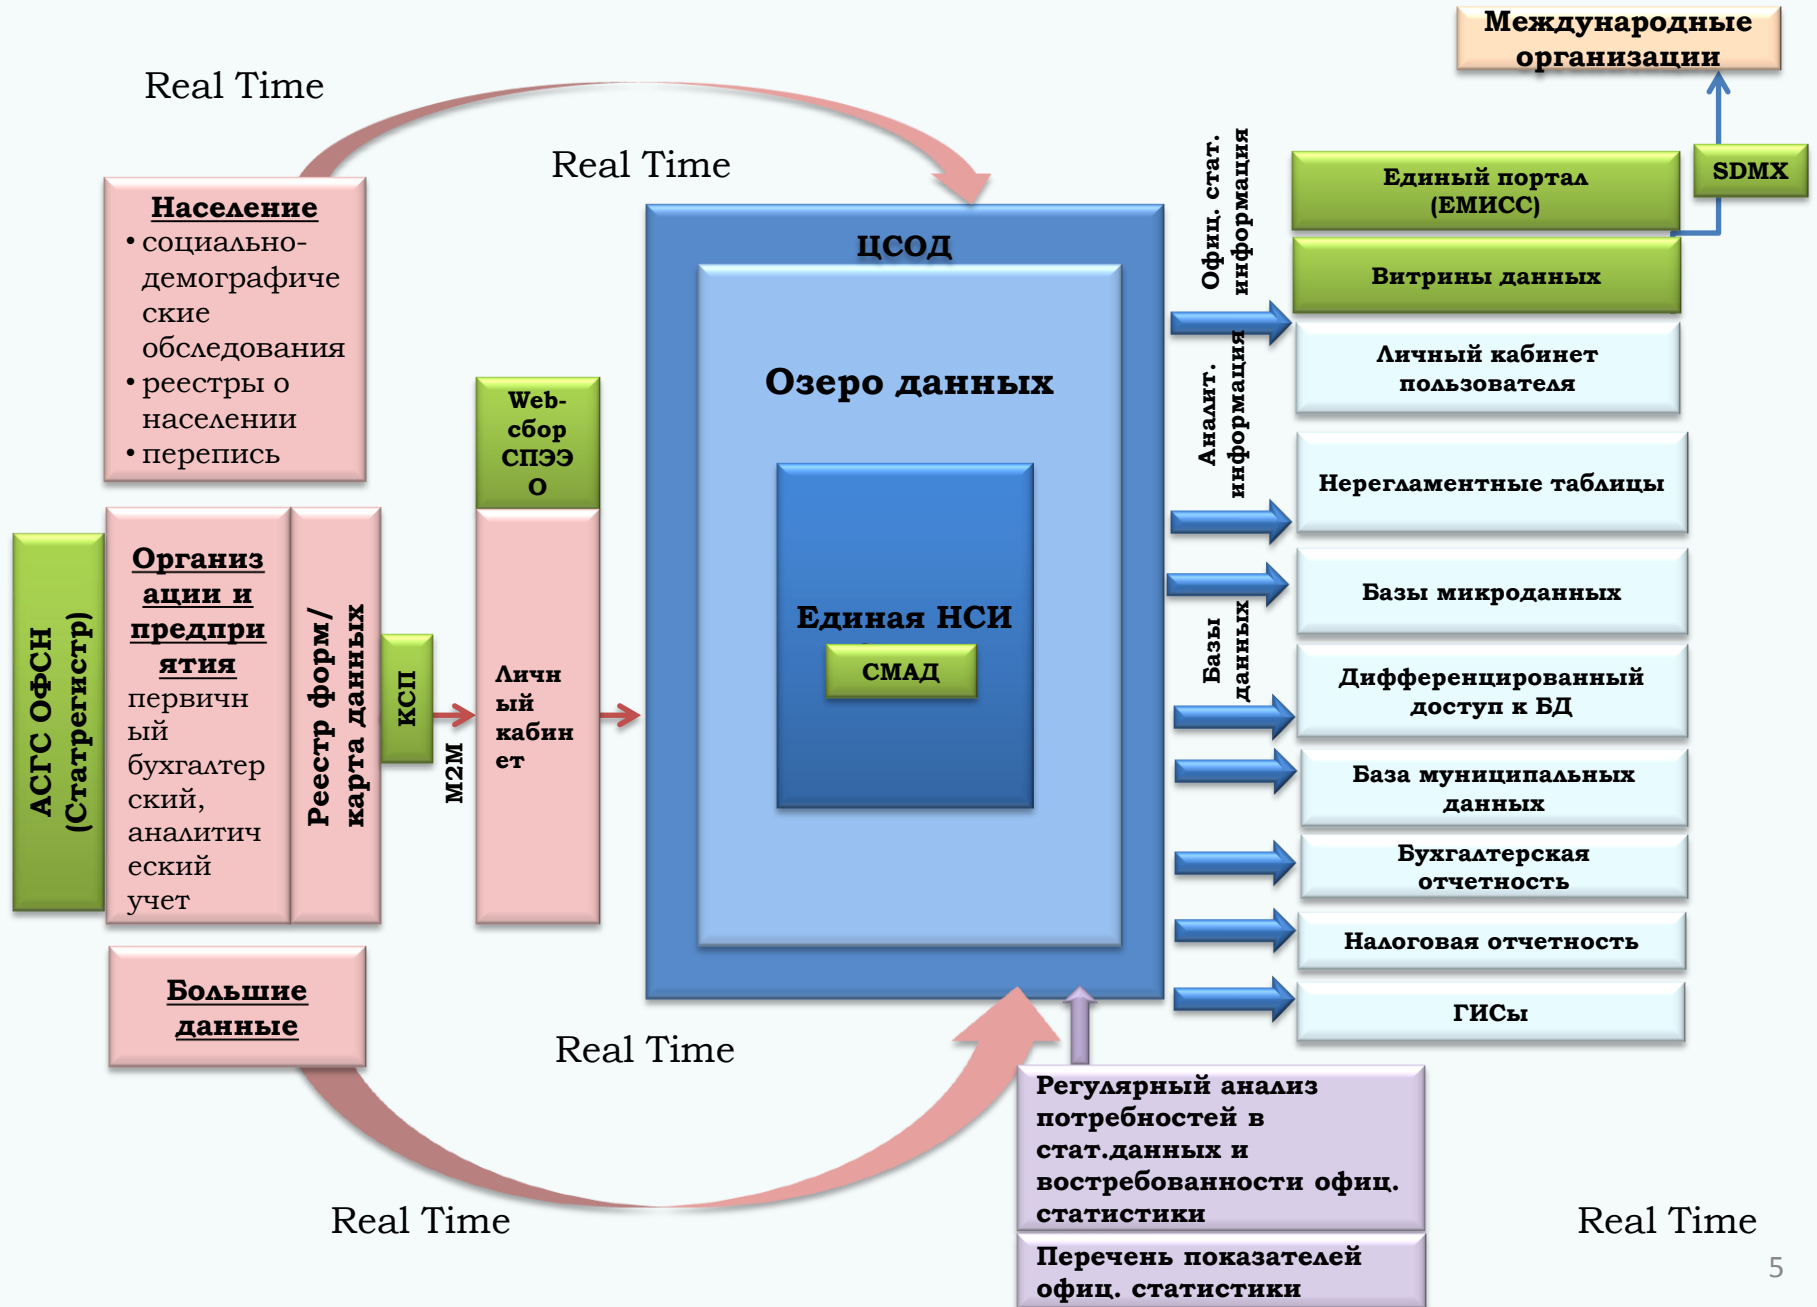 Международные
организации
Real Time
Real Time
SDMX
Единый портал
(ЕМИСС)
Витрины данных
Личный кабинет
пользователя
Нерегламентные таблицы
Базы микроданных
Дифференцированный
доступ к БД
База муниципальных
данных
Бухгалтерская
отчетность
Налоговая отчетность
ГИСы
Офиц. стат.
информация
Аналит.
информация
Базы
данных
Население
• социально-
демографиче
ские
обследования
• реестры о
населении
• перепись
АСГС ОФСН
(Статрегистр)
Организ
ации и
предпри
ятия
первичн
ый
бухгалтер
ский,
аналитич
еский
учет
Реестр форм/
карта данных
КСП
M2M
Web-
сбор
СПЭЭ
О
Личн
ый
кабин
ет
ЦСОД
Озеро данных
Единая НСИ
СМАД
Большие
данные
Real Time
Real Time
Регулярный анализ
потребностей в
стат.данных и
востребованности офиц.
статистики
Перечень показателей
офиц. статистики
Real Time
5